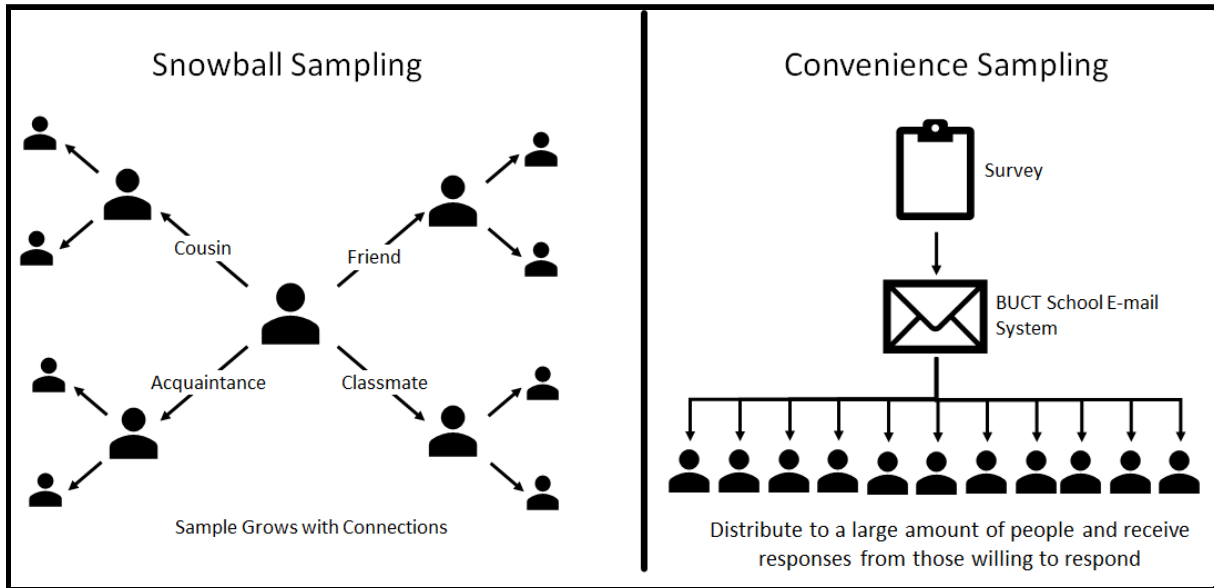 Snowball Sampling
Cousin
Friend
Acquaintance
Classmate
Sample Grows with Connections
Convenience Sampling
Survey
BUCT School E-mail
System
Distribute to a large amount of people and receive
responses from those willing to respond